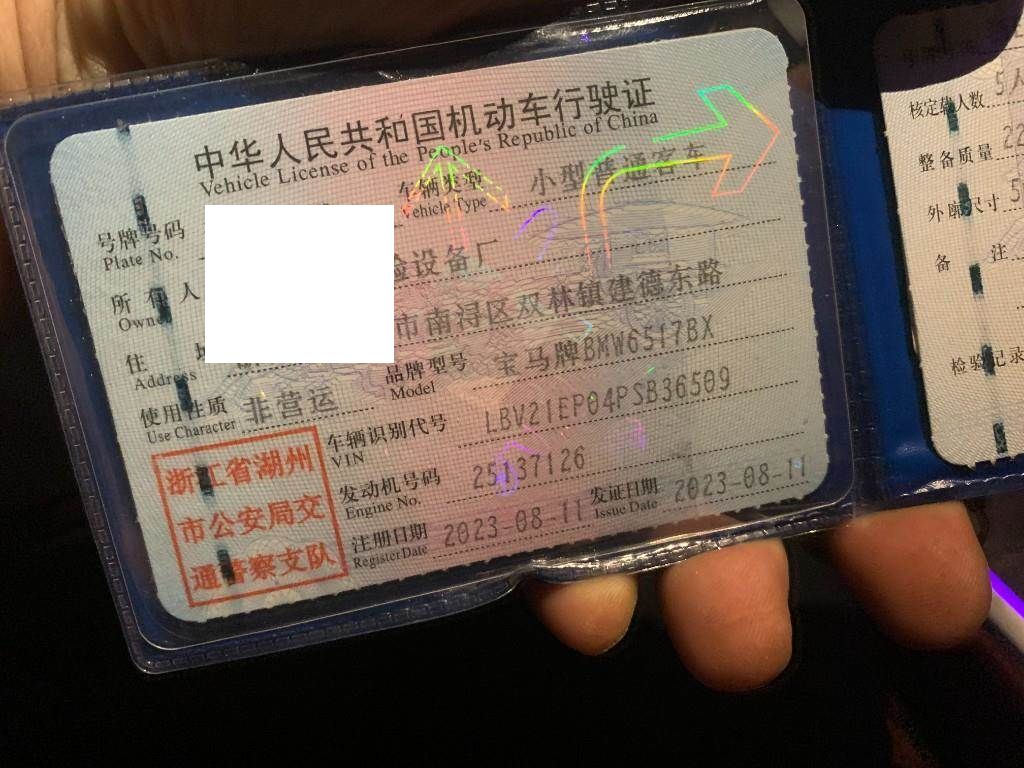 中华人民共和国机动车行驶证
Vehicle License of the People's Republic of China
号牌号码
Plate No.
车辆类型 小型普通客车
Vehicle Type
所有人 验设备厂
Owner
住 址 市南浔区双林镇建德东路
Address
使用性质 非营运
Use Character
品牌型号 宝马牌BMW6517BX
Model
车辆识别代号 LBV21EP04PSB36509
VIN
发动机号码 25137126
Engine No.
注册日期 2023-08-11
Register Date
发证日期 2023-08-11
Issue Date
浙江省湖州
市公安局交
通警察支队
核定载人数 5人
整备质量 22
外廓尺寸 5
备 注
检验记录